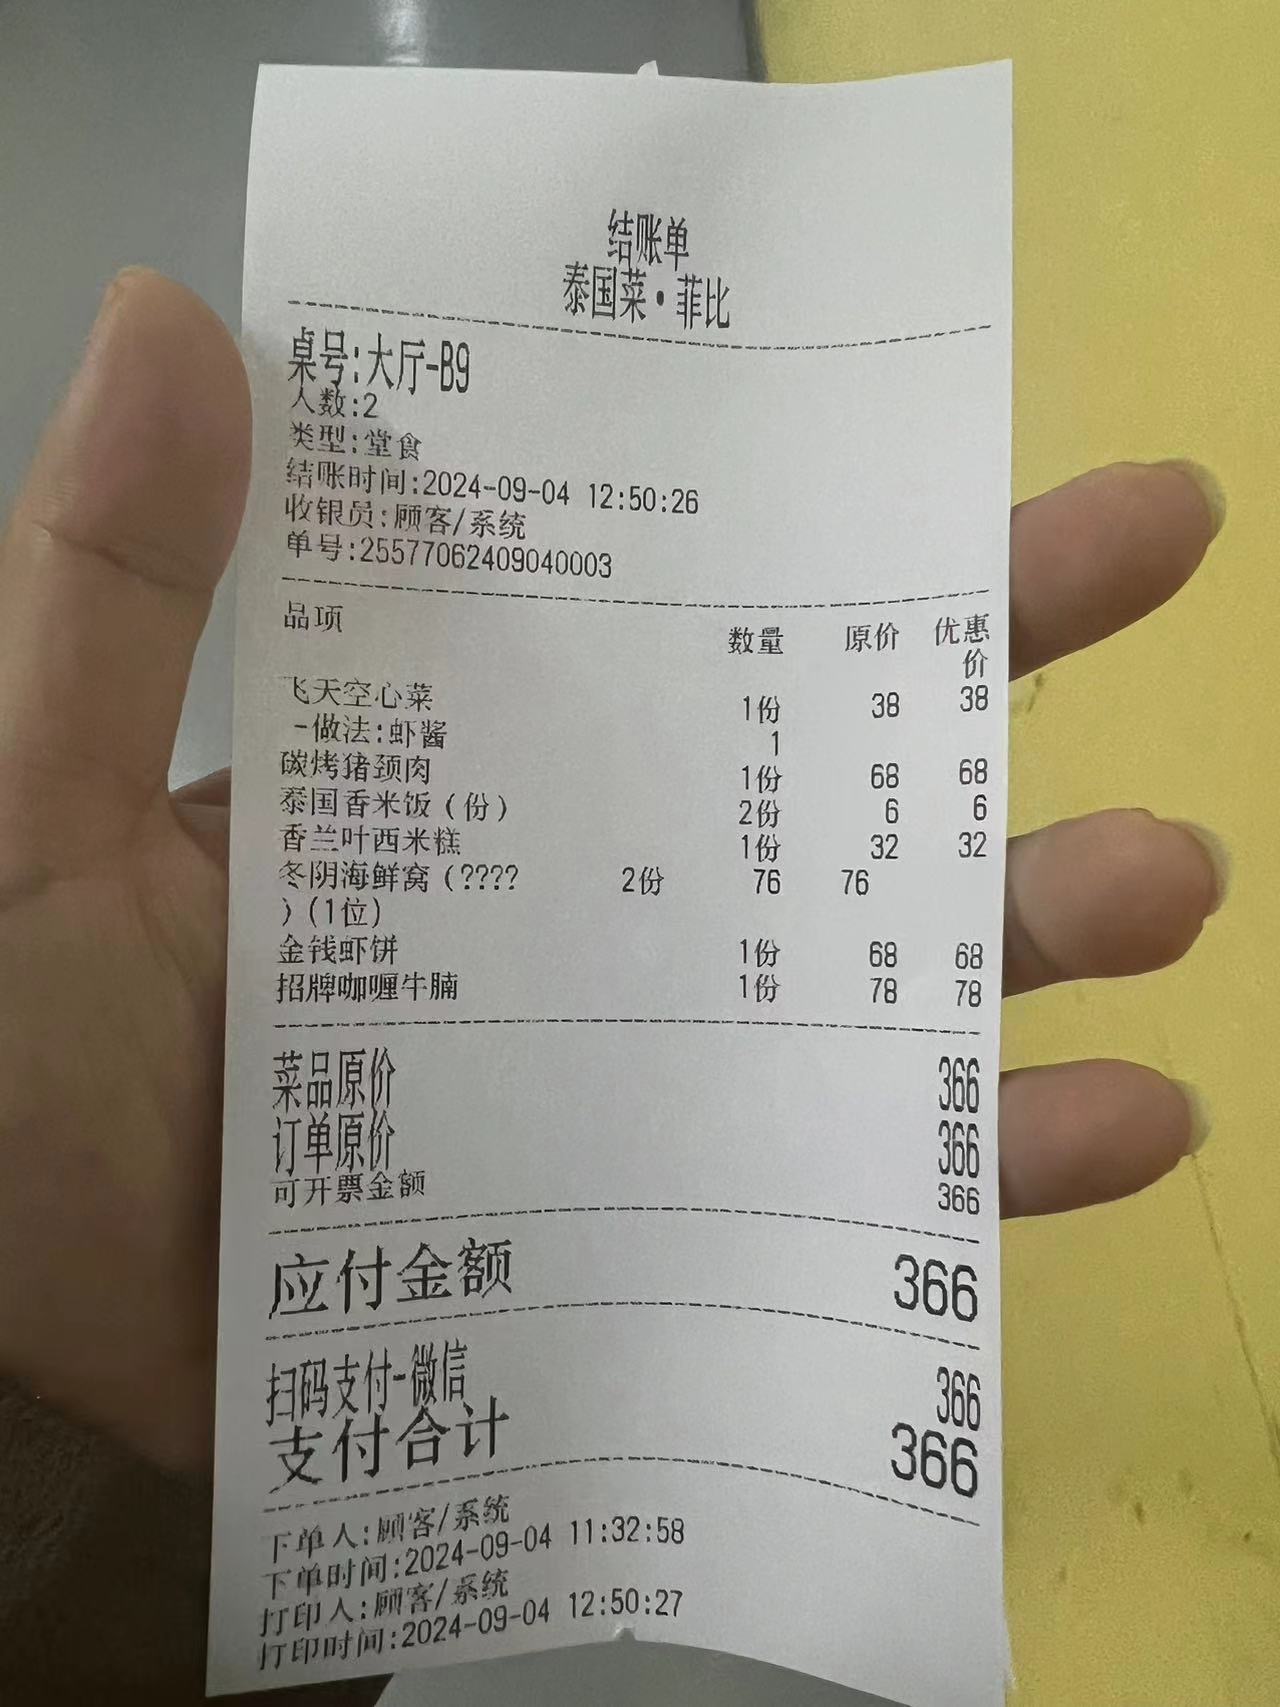 结账单
泰国菜·菲比
桌号:大厅-B9
人数:2
类型:堂食
结账时间:2024-09-04 12:50:26
收银员:顾客/系统
单号:25577062409040003
品项 数量 原价 优惠
价
飞天空心菜 1份 38 38
-做法:虾酱 1
碳烤猪颈肉 1份 68 68
泰国香米饭(份) 2份 6 6
香兰叶西米糕 1份 32 32
冬阴海鲜窝(???? 2份 76 76
)(1位)
金钱虾饼 1份 68 68
招牌咖喱牛腩 1份 78 78
菜品原价 366
订单原价 366
可开票金额 366
应付金额 366
扫码支付-微信 366
支付合计 366
下单人:顾客/系统
下单时间:2024-09-04 11:32:58
打印人:顾客/系统
打印时间:2024-09-04 12:50:27